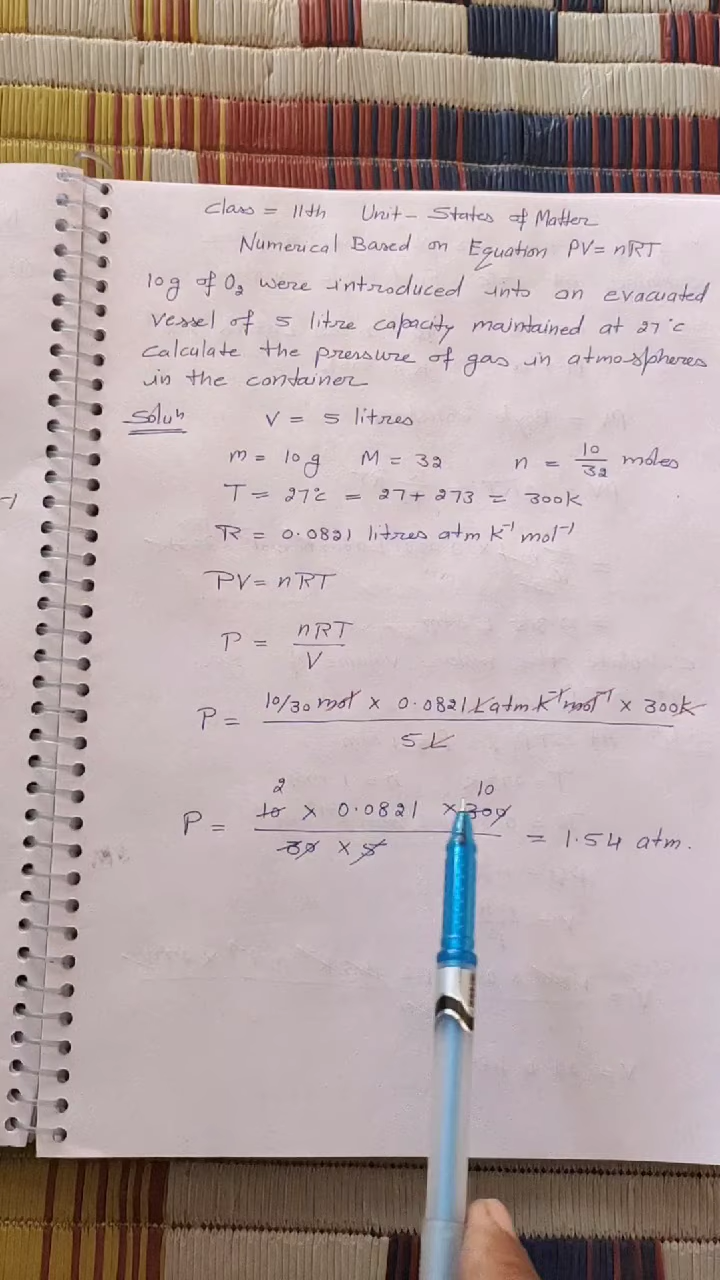 Class = 11th Unit - States of Matter
Numerical Based on Equation PV = nRT
10g of O₂ were introduced into an evacuated
vessel of 5 litre capacity maintained at 27°c
calculate the pressure of gas in atmospheres
in the container
Solun V = 5 litres
m = 10g M = 32 n = 10/32 moles
T = 27°c = 27 + 273 = 300k
R = 0.0821 litres atm K⁻¹ mol⁻¹
PV = nRT
P = nRT/V
P = 10/30 mol × 0.0821 L atm K⁻¹ mol⁻¹ × 300k
5 L
2 10
P = 10 × 0.0821 × 300 = 1.54 atm.
30 × 5